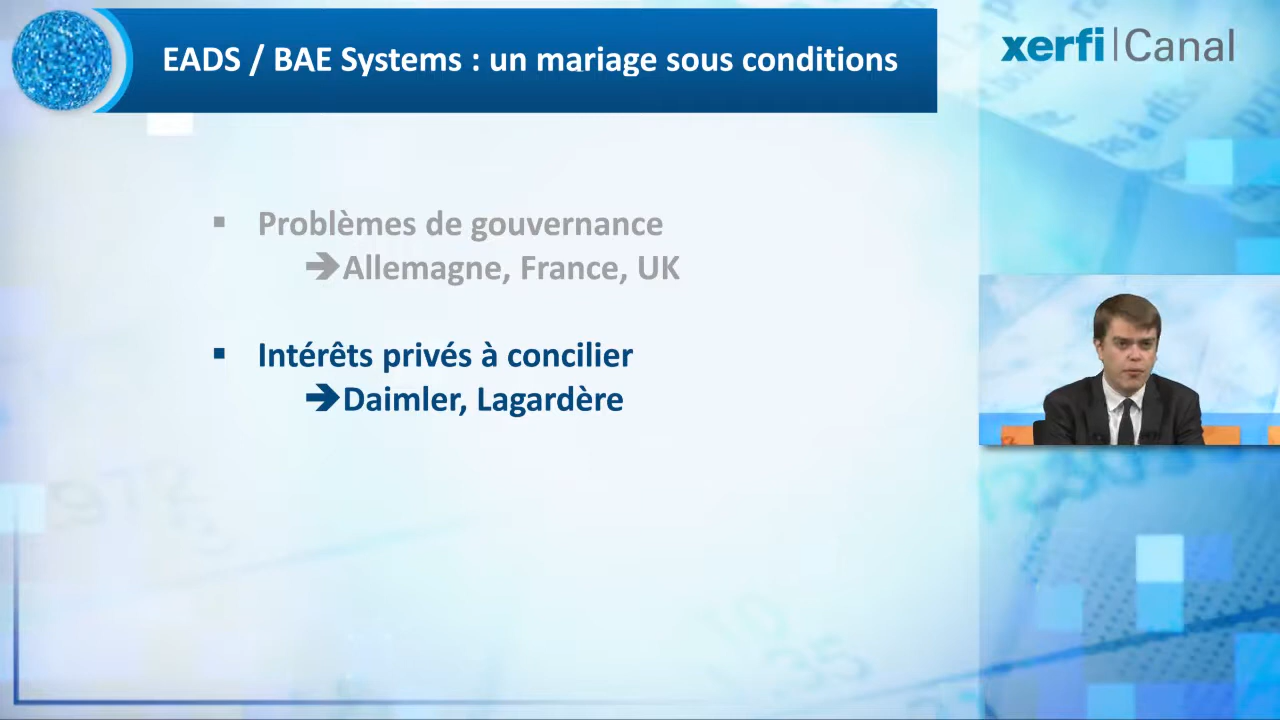 EADS / BAE Systems : un mariage sous conditions
xerfi|Canal
▪ Problèmes de gouvernance
➔Allemagne, France, UK
▪ Intérêts privés à concilier
➔Daimler, Lagardère